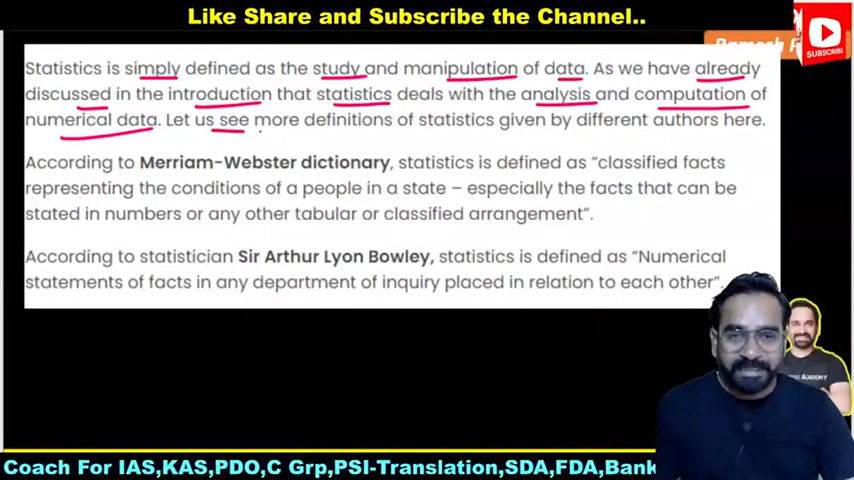 Like Share and Subscribe the Channel..
SUBSCRIBE
Statistics is simply defined as the study and manipulation of data. As we have already
discussed in the introduction that statistics deals with the analysis and computation of
numerical data. Let us see more definitions of statistics given by different authors here.
According to Merriam-Webster dictionary, statistics is defined as “classified facts
representing the conditions of a people in a state – especially the facts that can be
stated in numbers or any other tabular or classified arrangement”.
According to statistician Sir Arthur Lyon Bowley, statistics is defined as “Numerical
statements of facts in any department of inquiry placed in relation to each other”.
ACADEMY
Coach For IAS,KAS,PDO,C Grp,PSI-Translation,SDA,FDA,Bank